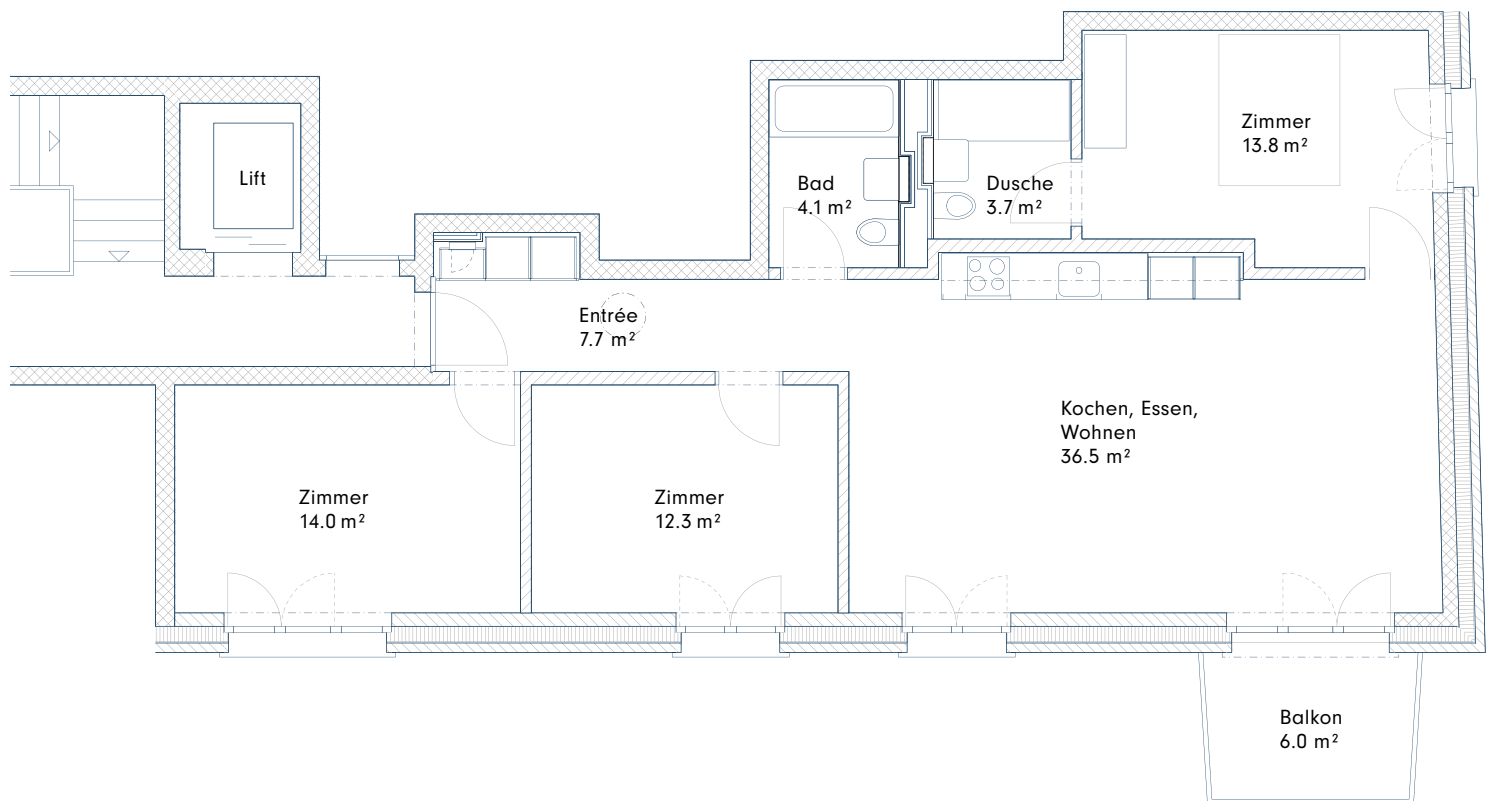 Zimmer
13.8 m²
Lift
Bad
4.1 m²
Dusche
3.7 m²
Entrée
7.7 m²
Kochen, Essen,
Wohnen
36.5 m²
Zimmer
14.0 m²
Zimmer
12.3 m²
Balkon
6.0 m²